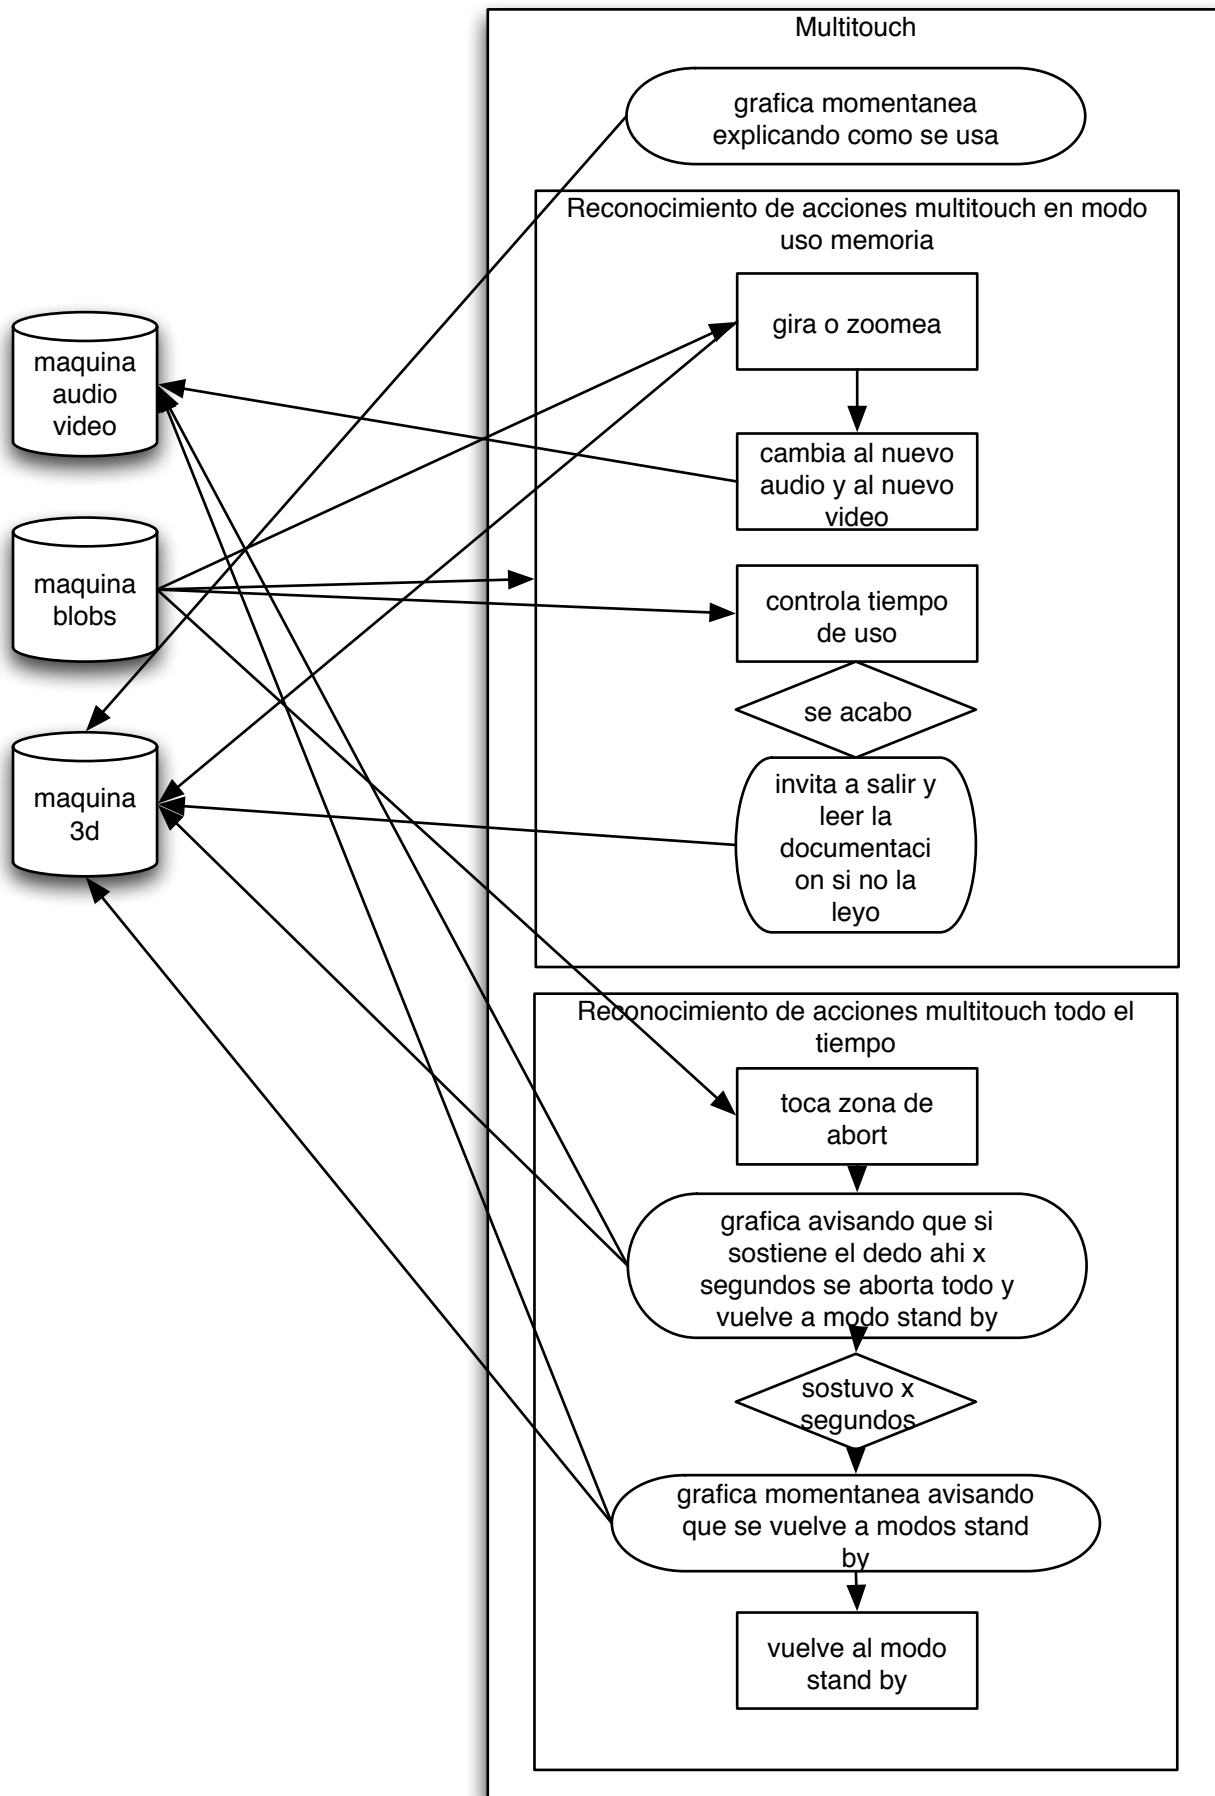 Multitouch
grafica momentanea
explicando como se usa
Reconocimiento de acciones multitouch en modo
uso memoria
gira o zoomea
maquina
audio
video
cambia al nuevo
audio y al nuevo
video
maquina
blobs
controla tiempo
de uso
se acabo
maquina
3d
invita a salir y
leer la
documentaci
on si no la
leyo
Reconocimiento de acciones multitouch todo el
tiempo
toca zona de
abort
grafica avisando que si
sostiene el dedo ahi x
segundos se aborta todo y
vuelve a modo stand by
sostuvo x
segundos
grafica momentanea avisando
que se vuelve a modos stand
by
vuelve al modo
stand by